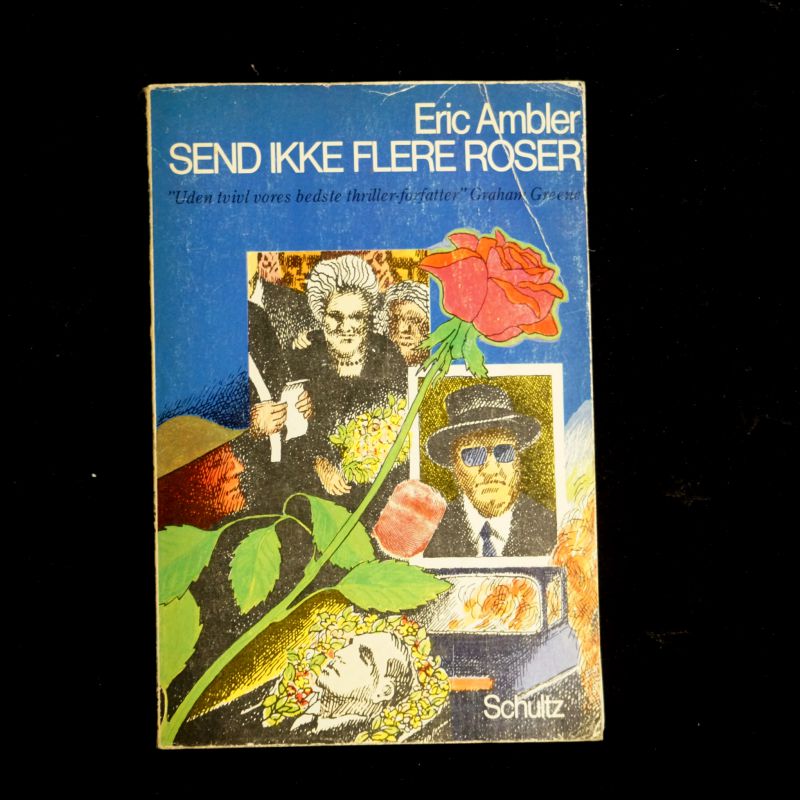 Eric Ambler
SEND IKKE FLERE ROSER
"Uden tvivl vores bedste thriller-forfatter" Graham Greene
Schultz